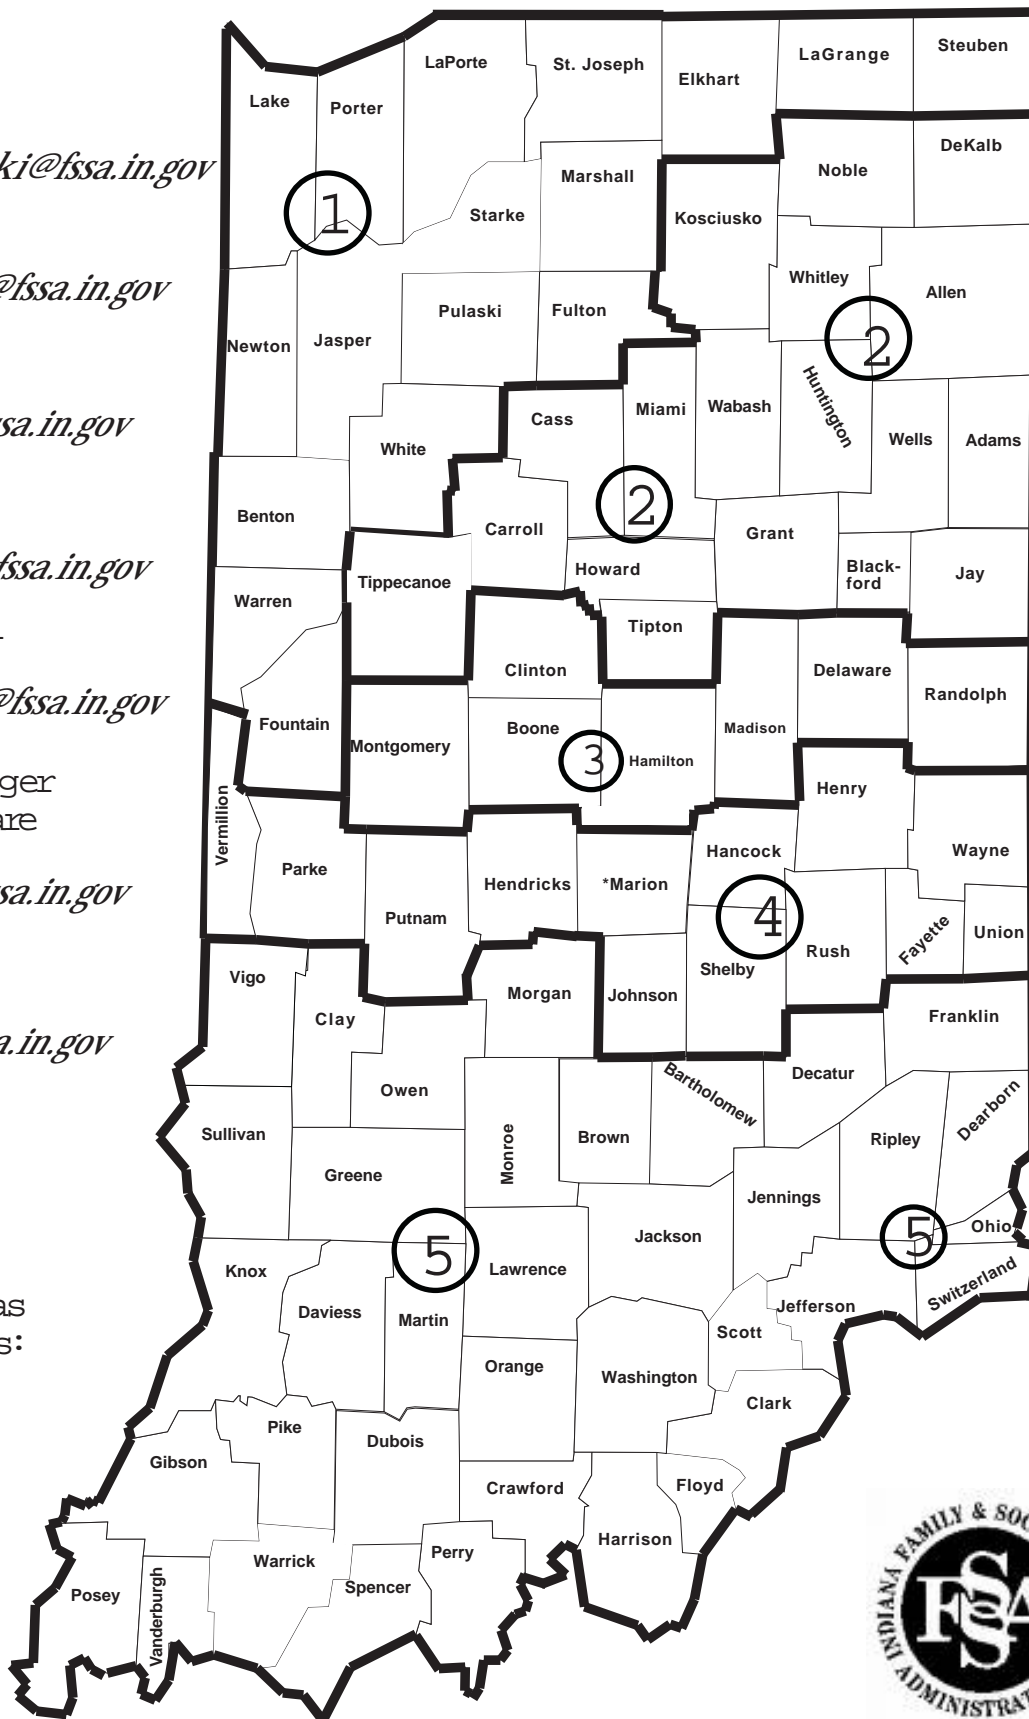 ki@fssa.in.gov
@fssa.in.gov
sa.in.gov
fssa.in.gov
@fssa.in.gov
ger
are
sa.in.gov
a.in.gov
as
s:
LaPorte
St. Joseph
Elkhart
LaGrange
Steuben
Lake
Porter
DeKalb
Noble
Marshall
Starke
Kosciusko
1
Whitley
Allen
Pulaski
Fulton
Newton
Jasper
2
Huntington
Cass
Miami
Wabash
Wells
Adams
White
Benton
2
Carroll
Grant
Howard
Black-
ford
Jay
Tippecanoe
Warren
Tipton
Clinton
Delaware
Randolph
Fountain
Boone
Madison
Montgomery
3
Hamilton
Henry
Vermillion
Parke
Hancock
Wayne
Hendricks
*Marion
Putnam
4
Rush
Fayette
Union
Vigo
Shelby
Morgan
Johnson
Clay
Franklin
Owen
Decatur
Bartholomew
Dearborn
Sullivan
Monroe
Brown
Ripley
Greene
Jennings
Ohio
5
5
Jackson
Knox
Lawrence
Switzerland
Daviess
Martin
Jefferson
Scott
Orange
Washington
Clark
Pike
Dubois
Gibson
Crawford
Floyd
Harrison
Warrick
Perry
Spencer
Posey
Vanderburgh
INDIANA FAMILY & SOC
FSSA
ADMINISTRAT